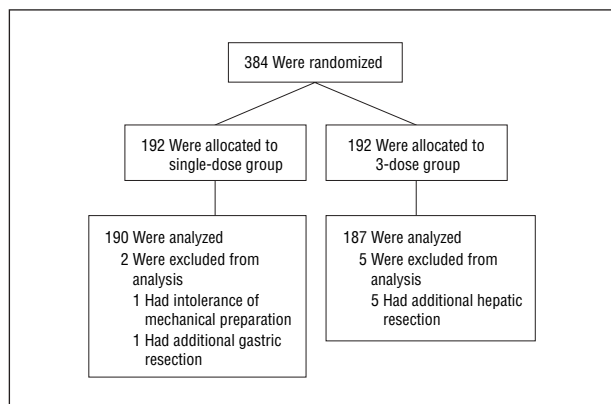 384 Were randomized
192 Were allocated to
single-dose group
192 Were allocated to
3-dose group
190 Were analyzed
2 Were excluded from
analysis
1 Had intolerance of
mechanical preparation
1 Had additional gastric
resection
187 Were analyzed
5 Were excluded from
analysis
5 Had additional hepatic
resection